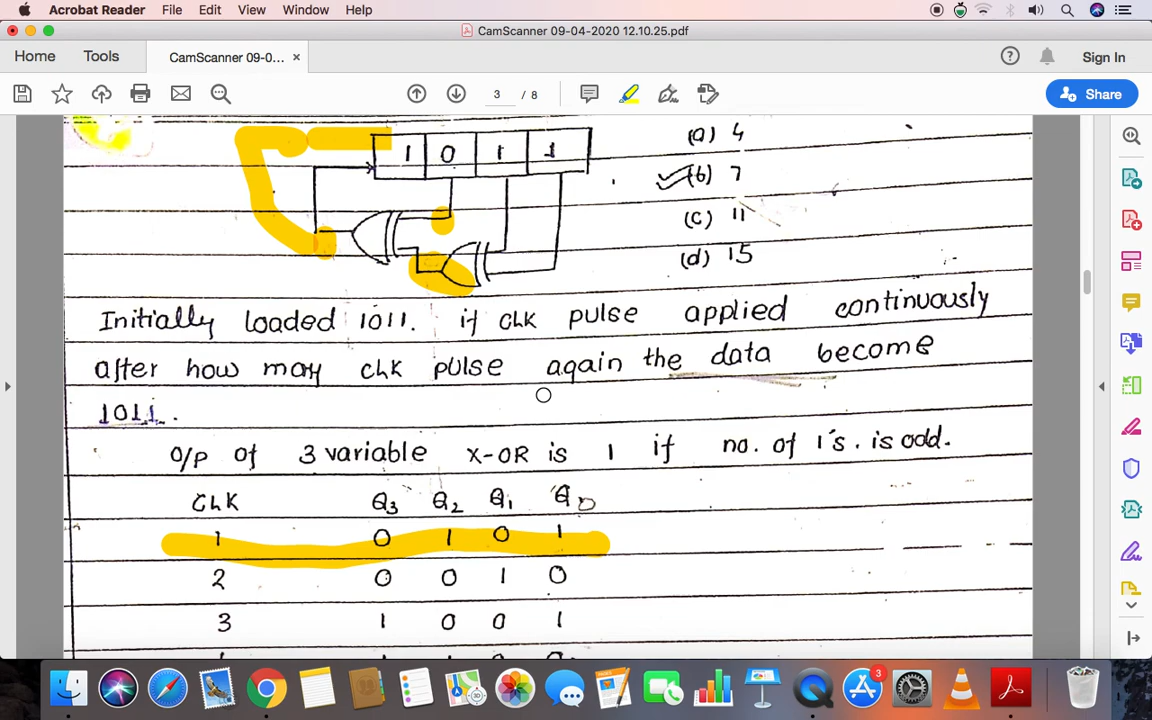 Acrobat Reader File Edit View Window Help
CamScanner 09-04-2020 12.10.25.pdf
Home Tools CamScanner 09-0... × Sign In
3 / 8 Share
1 0 1 1
(a) 4
(b) 7
(c) 11
(d) 15
Initially loaded 1011. if CLK pulse applied continuously
after how may CLK pulse again the data become
1011.
O/P of 3 variable X-OR is 1 if no. of 1's. is odd.
CLK Q3 Q2 Q1 Q0
1 0 1 0 1
2 0 0 1 0
3 1 0 0 1
3